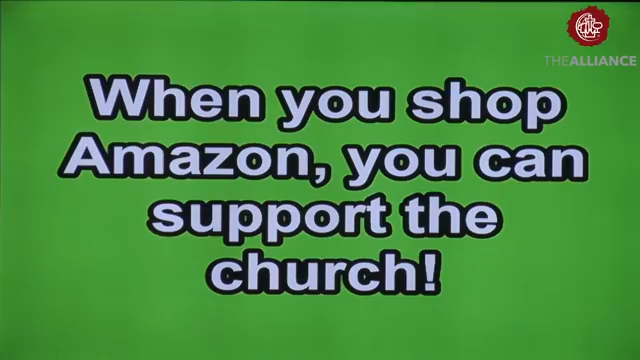 THEALLIANCE
When you shop
Amazon, you can
support the
church!